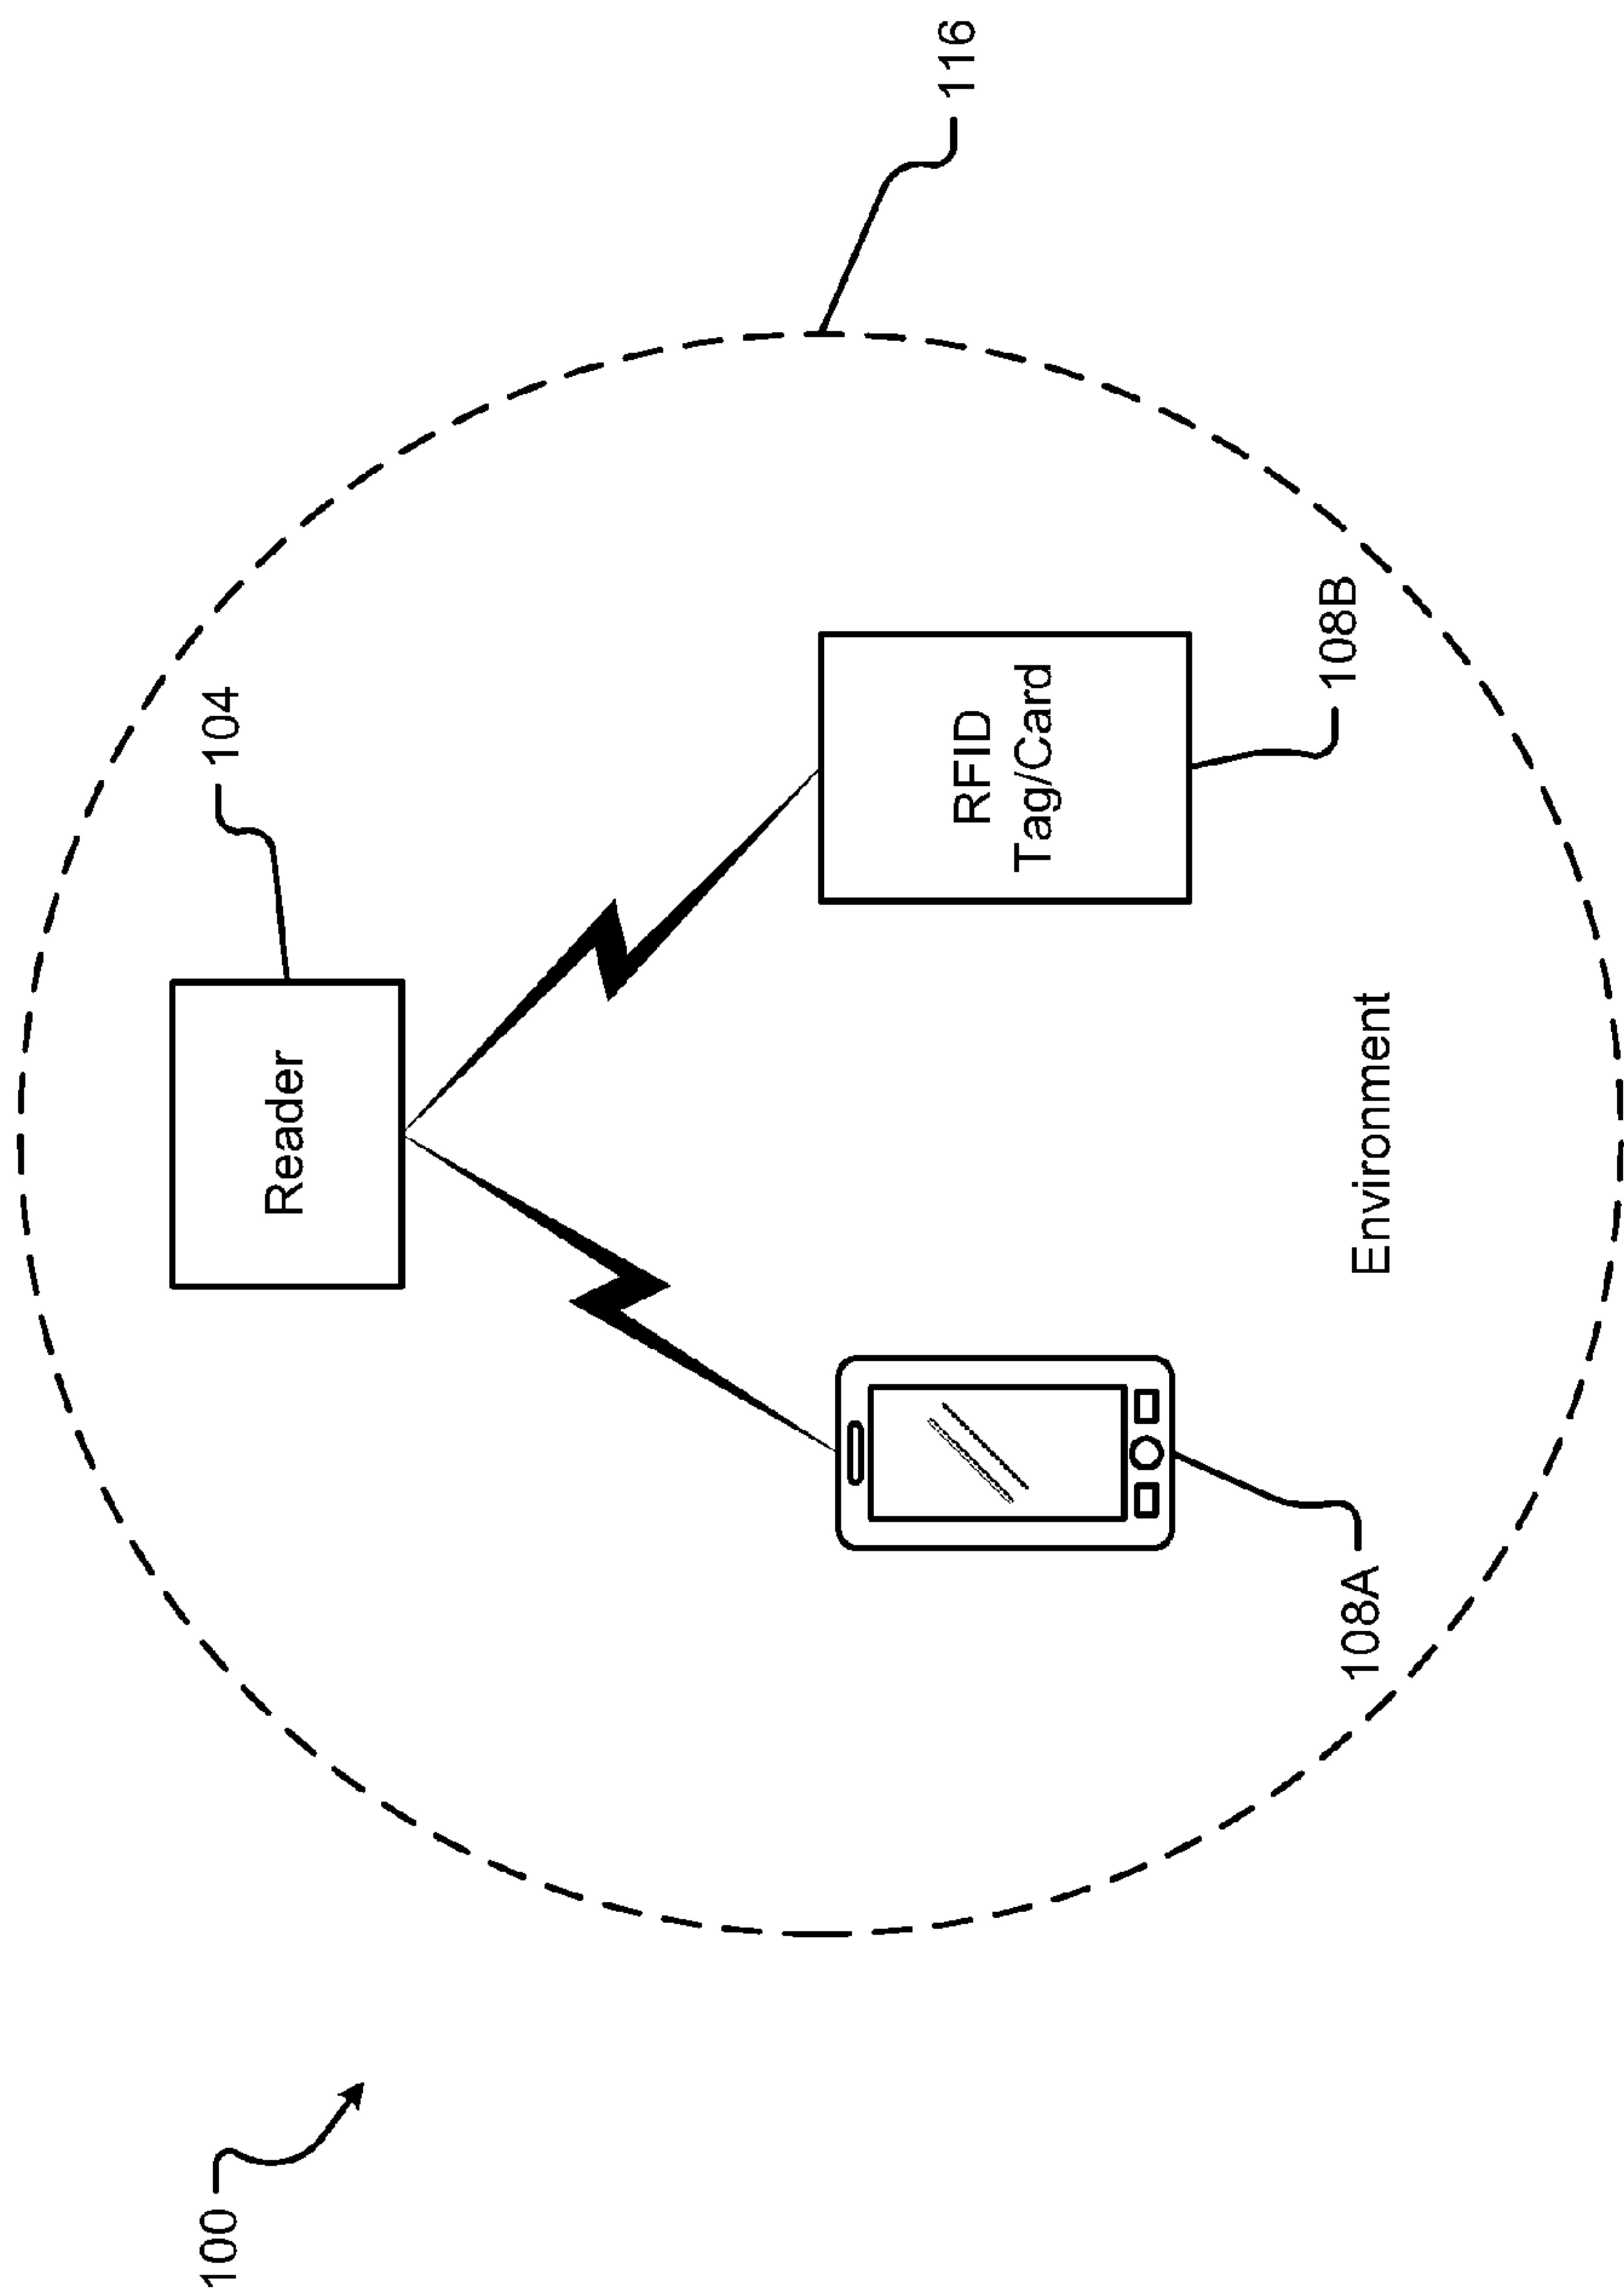 100
116
104
Reader
RFID
Tag/Card
108B
108A
Environment